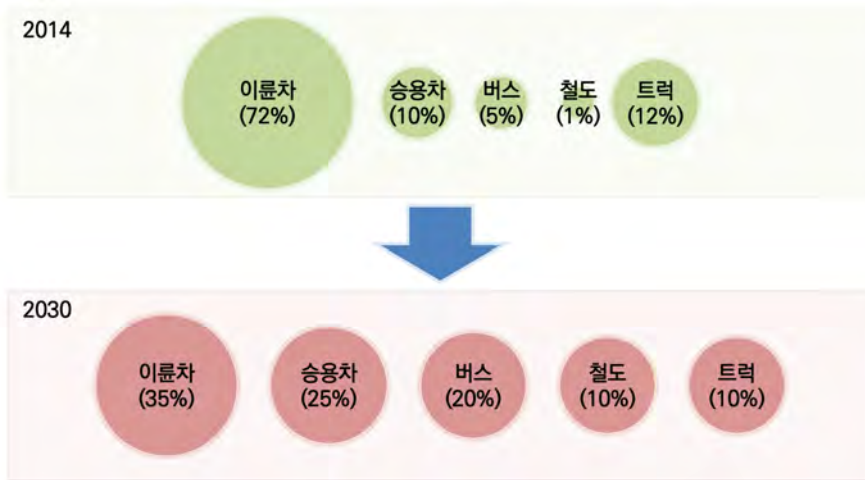 2014
이륜차
(72%)
승용차
(10%)
버스
(5%)
철도
(1%)
트럭
(12%)
2030
이륜차
(35%)
승용차
(25%)
버스
(20%)
철도
(10%)
트럭
(10%)